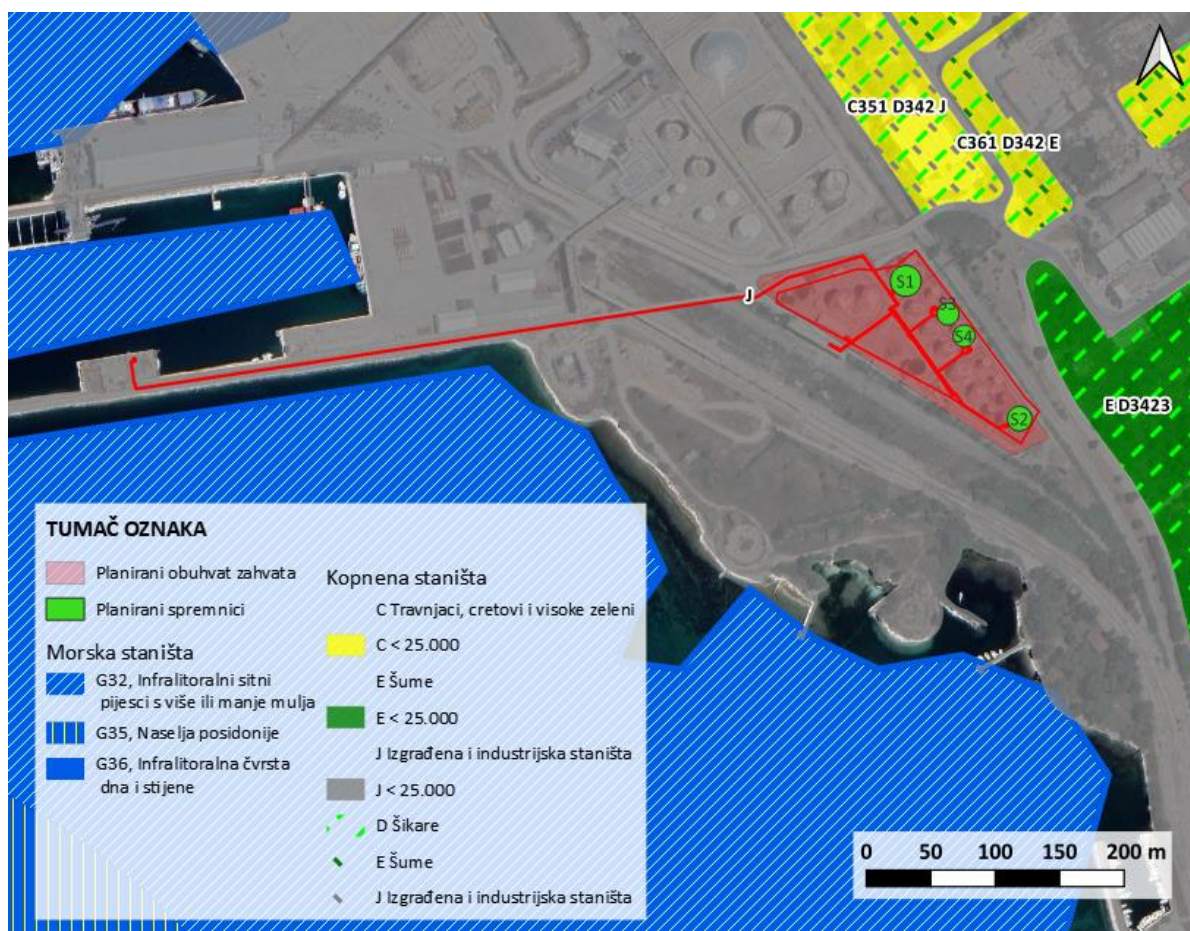 C351 D342 J
C361 D342 E
S1
S3
J
S4
E D3423
S2
TUMAČ OZNAKA
Planirani obuhvat zahvata
Planirani spremnici
Morska staništa
G32, Infralitoralni sitni
pijesci s više ili manje mulja
G35, Naselja posidonije
G36, Infralitoralna čvrsta
dna i stijene
Kopnena staništa
C Travnjaci, cretovi i visoke zeleni
C < 25.000
E Šume
E < 25.000
J Izgrađena i industrijska staništa
J < 25.000
D Šikare
E Šume
J Izgrađena i industrijska staništa
0 50 100 150 200 m